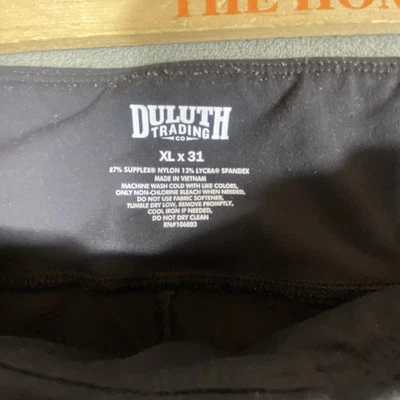 THE HOM
DULUTH
TRADING
CO
XL x 31
87% SUPPLEX® NYLON 13% LYCRA® SPANDEX
MADE IN VIETNAM
MACHINE WASH COLD WITH LIKE COLORS,
ONLY NON-CHLORINE BLEACH WHEN NEEDED,
DO NOT USE FABRIC SOFTENER,
TUMBLE DRY LOW, REMOVE PROMPTLY,
COOL IRON IF NEEDED,
DO NOT DRY CLEAN
RN#106803